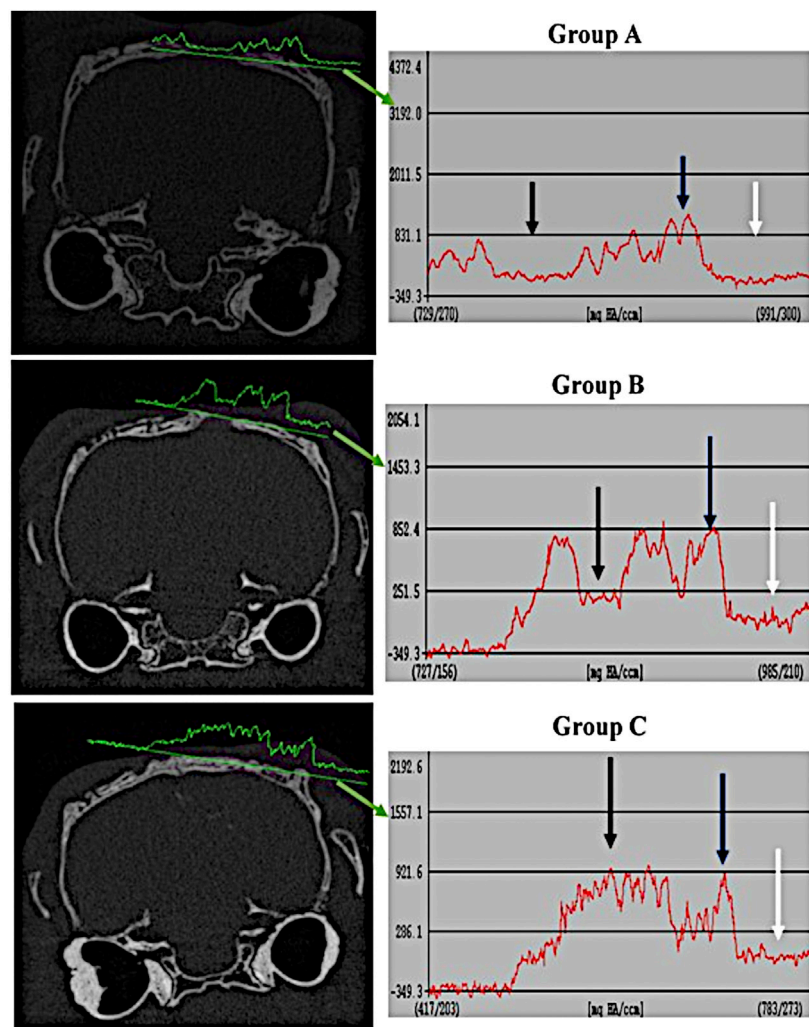 Group A
4372.4
3192.0
2011.5
831.1
-349.3
(729/270) [mg HA/ccm] (991/300)
Group B
2054.1
1453.3
852.4
251.5
-349.3
(727/156) [mg HA/ccm] (985/210)
Group C
2192.6
1557.1
921.6
286.1
-349.3
(417/203) [mg HA/ccm] (783/273)